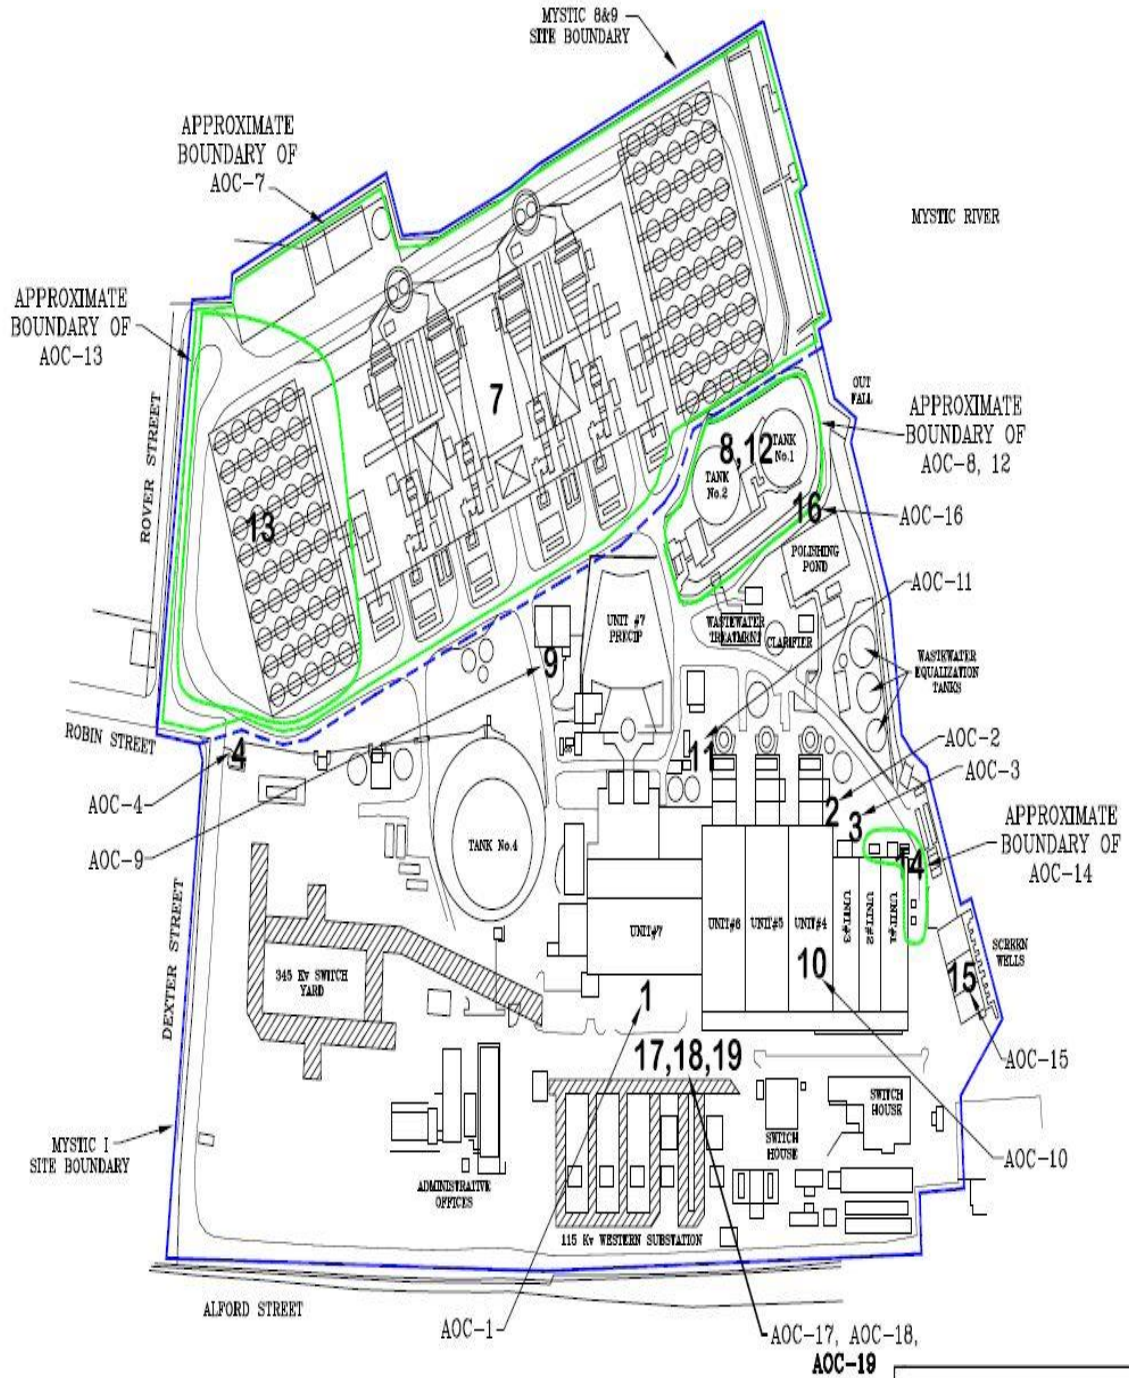 MYSTIC 8&9
SITE BOUNDARY
APPROXIMATE
BOUNDARY OF
AOC-7
MYSTIC RIVER
APPROXIMATE
BOUNDARY OF
AOC-13
ROVER STREET
7
13
OUT
FALL
APPROXIMATE
BOUNDARY OF
AOC-8, 12
8,12
TANK
No.1
TANK
No.2
16
AOC-16
POLISHING
POND
AOC-11
UNIT #7
PRECIP
WASTEWATER
TREATMENT
CLARIFIER
WASTEWATER
EQUALIZATION
TANKS
9
ROBIN STREET
4
11
AOC-2
AOC-3
AOC-4
2
3
APPROXIMATE
BOUNDARY OF
AOC-14
AOC-9
TANK No.4
14
DEXTER STREET
UNIT#7
UNIT#6
UNIT#5
UNIT#4
UNIT#3
UNIT#2
UNIT#1
SCREEN
WELLS
345 Kv SWITCH
YARD
10
15
1
17,18,19
AOC-15
SWITCH
HOUSE
SWITCH
HOUSE
MYSTIC I
SITE BOUNDARY
AOC-10
ADMINISTRATIVE
OFFICES
115 Kv WESTERN SUBSTATION
ALFORD STREET
AOC-1
AOC-17, AOC-18,
AOC-19